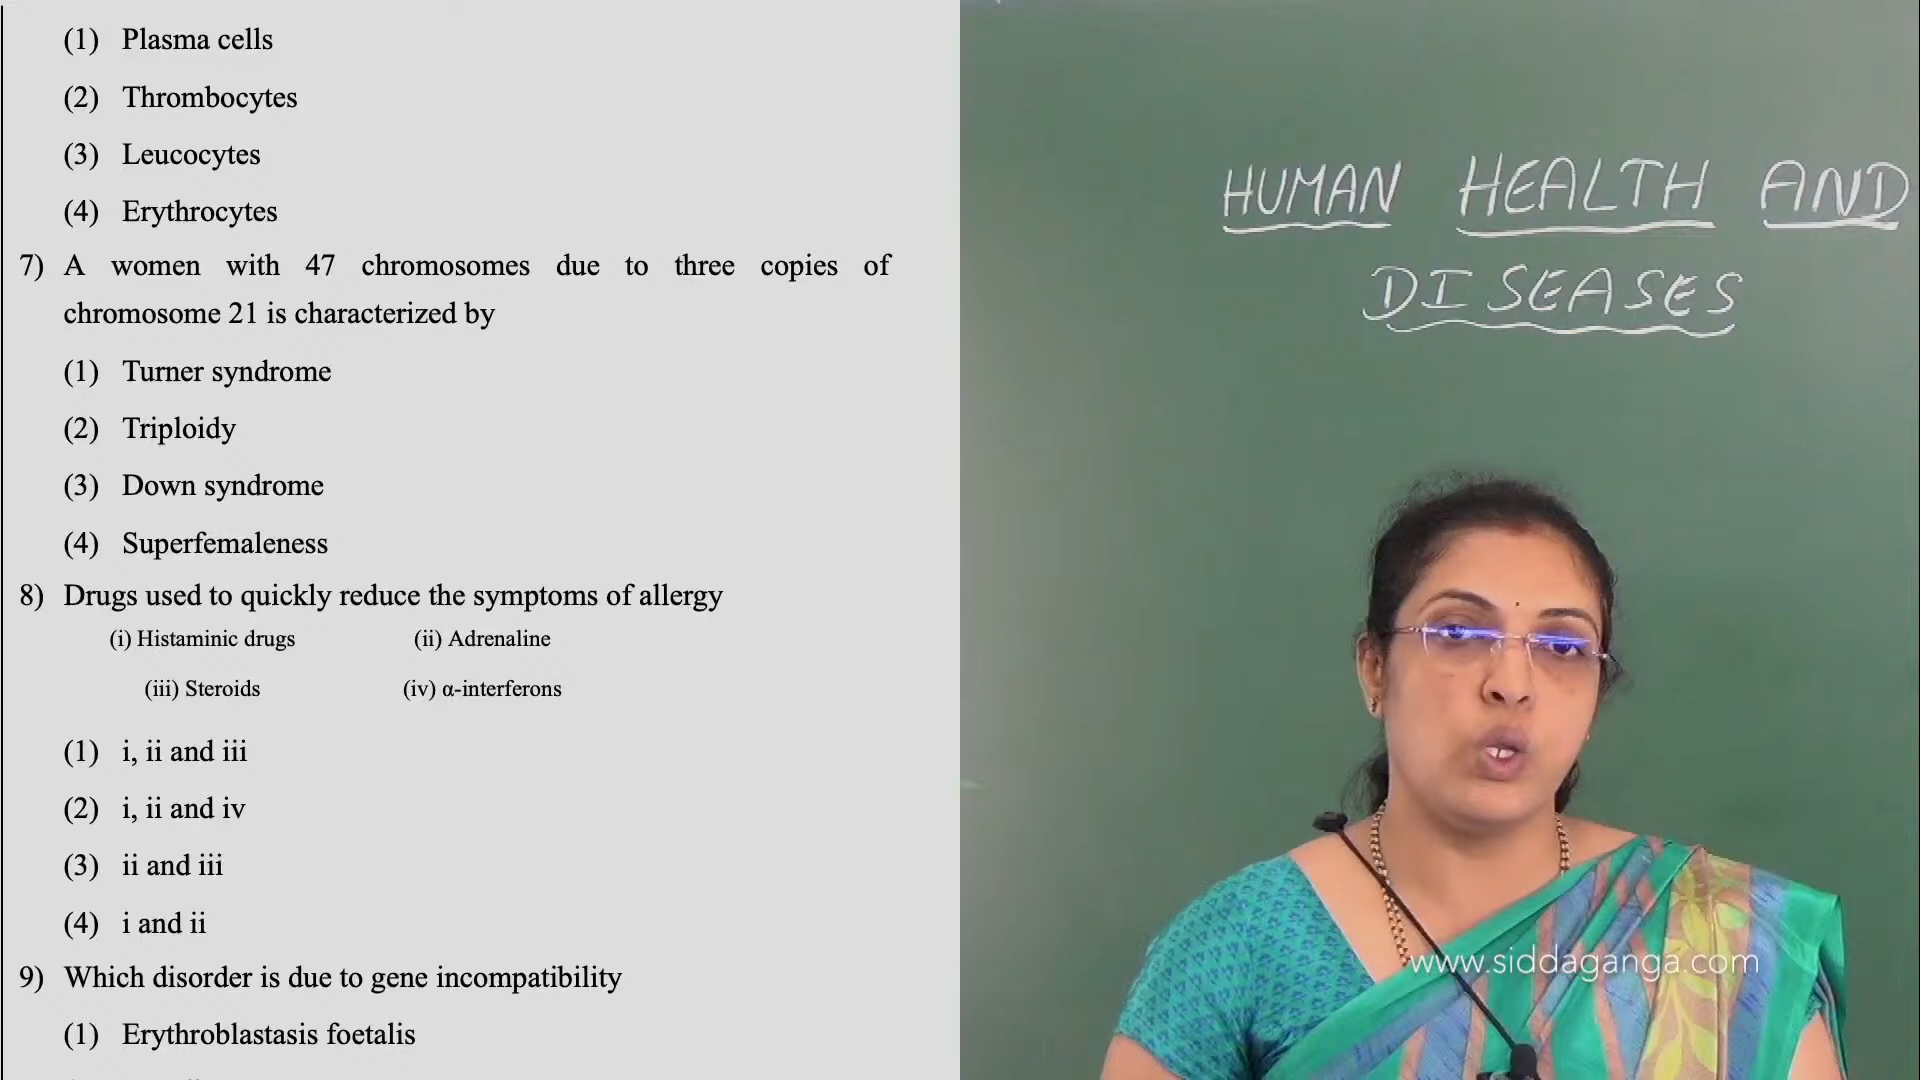 (1) Plasma cells
(2) Thrombocytes
(3) Leucocytes
(4) Erythrocytes
7) A women with 47 chromosomes due to three copies of
chromosome 21 is characterized by
(1) Turner syndrome
(2) Triploidy
(3) Down syndrome
(4) Superfemaleness
8) Drugs used to quickly reduce the symptoms of allergy
(i) Histaminic drugs (ii) Adrenaline
(iii) Steroids (iv) α-interferons
(1) i, ii and iii
(2) i, ii and iv
(3) ii and iii
(4) i and ii
9) Which disorder is due to gene incompatibility
(1) Erythroblastasis foetalis
HUMAN HEALTH AND
DISEASES
www.siddaganga.com